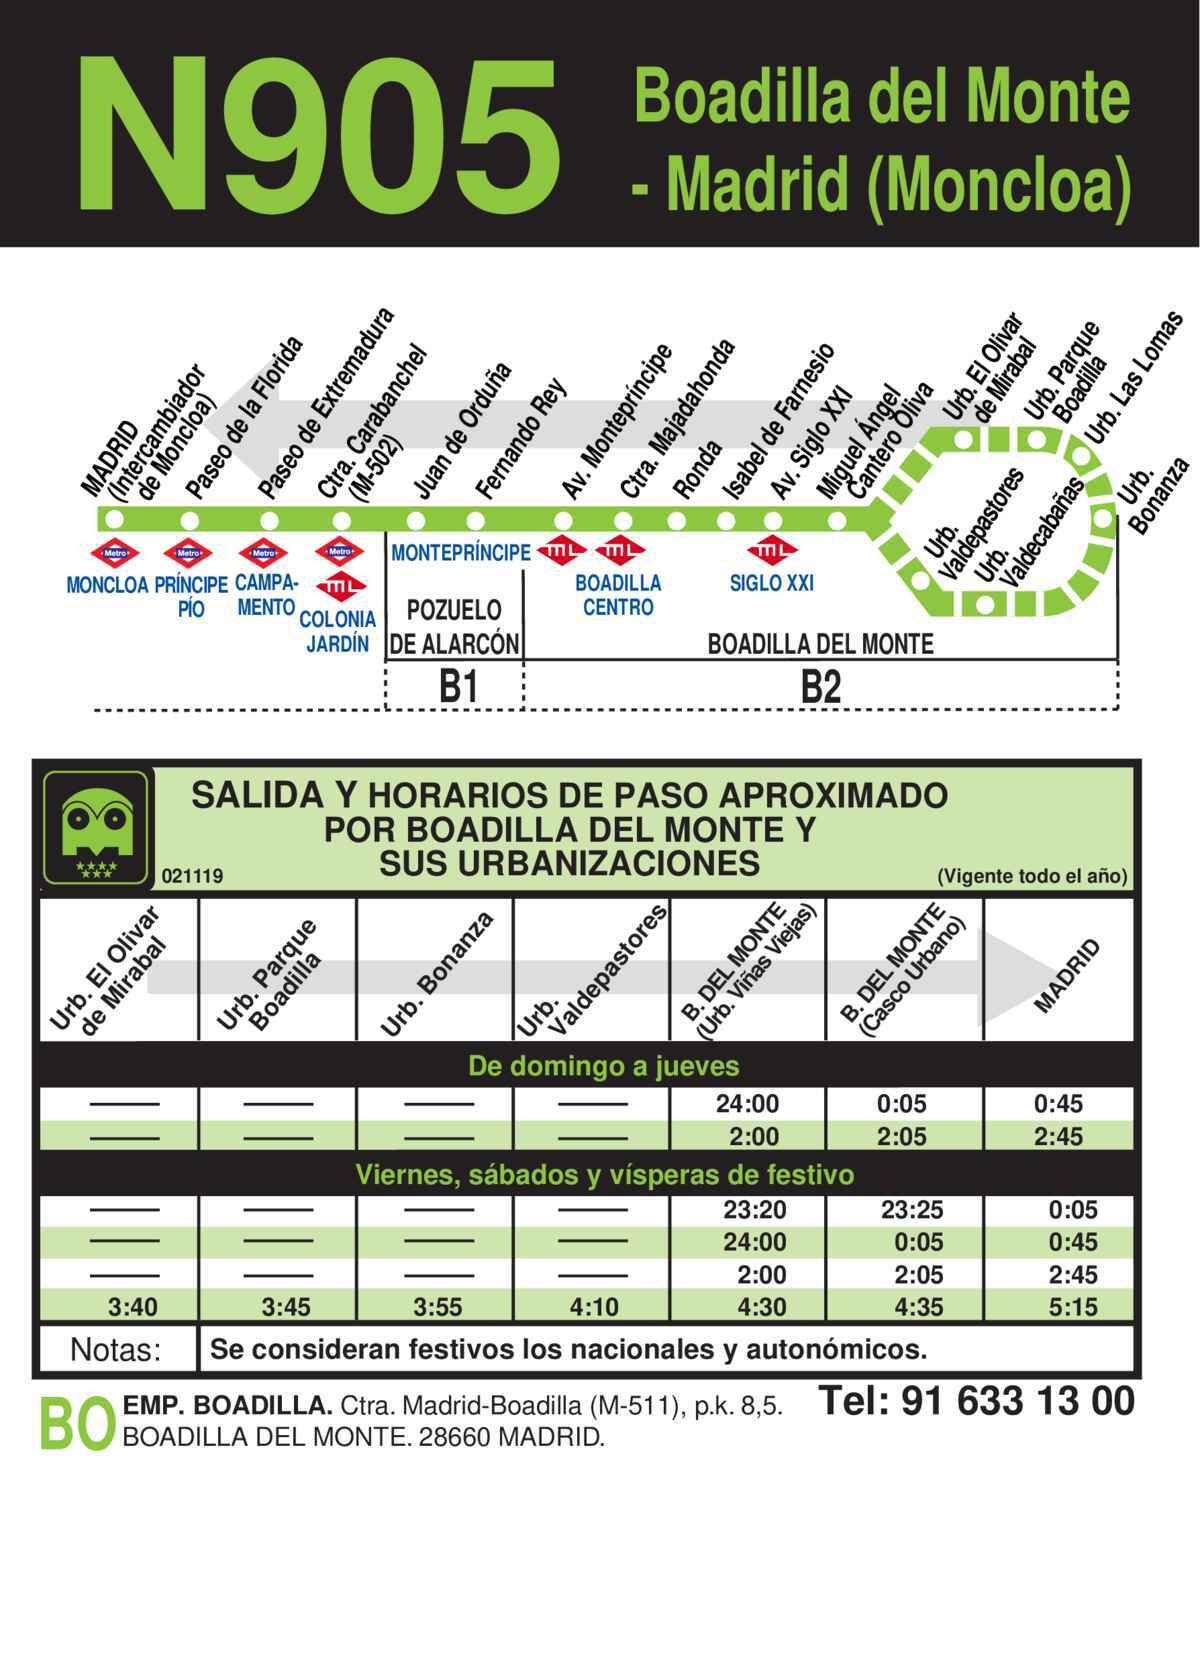 N905
Boadilla del Monte
- Madrid (Moncloa)
MADRID
(Intercambiador
de Moncloa)
Paseo de la Florida
Paseo de Extremadura
Ctra. Carabanchel
(M-502)
Juan de Orduña
Fernando Rey
Av. Montepríncipe
Ctra. Majadahonda
Ronda
Isabel de Farnesio
Av. Siglo XXI
Miguel Ángel
Cantero Oliva
Urb. El Olivar
de Mirabal
Urb. Parque
Boadilla
Urb. Las Lomas
Urb.
Bonanza
Urb.
Valdepastores
Urb.
Valdecabañas
Metro
Metro
Metro
Metro
ML
ML
ML
ML
MONCLOA
PRÍNCIPE
PÍO
CAMPA-
MENTO
COLONIA
JARDÍN
MONTEPRÍNCIPE
BOADILLA
CENTRO
SIGLO XXI
POZUELO
DE ALARCÓN
BOADILLA DEL MONTE
B1
B2
SALIDA Y HORARIOS DE PASO APROXIMADO
POR BOADILLA DEL MONTE Y
SUS URBANIZACIONES
021119
(Vigente todo el año)
Urb. El Olivar
de Mirabal
Urb. Parque
Boadilla
Urb. Bonanza
Urb.
Valdepastores
B. DEL MONTE
(Urb. Viñas Viejas)
B. DEL MONTE
(Casco Urbano)
MADRID
De domingo a jueves
—— —— —— —— 24:00 0:05 0:45
—— —— —— —— 2:00 2:05 2:45
Viernes, sábados y vísperas de festivo
—— —— —— —— 23:20 23:25 0:05
—— —— —— —— 24:00 0:05 0:45
—— —— —— —— 2:00 2:05 2:45
3:40 3:45 3:55 4:10 4:30 4:35 5:15
Notas: Se consideran festivos los nacionales y autonómicos.
BO
EMP. BOADILLA. Ctra. Madrid-Boadilla (M-511), p.k. 8,5.
BOADILLA DEL MONTE. 28660 MADRID.
Tel: 91 633 13 00